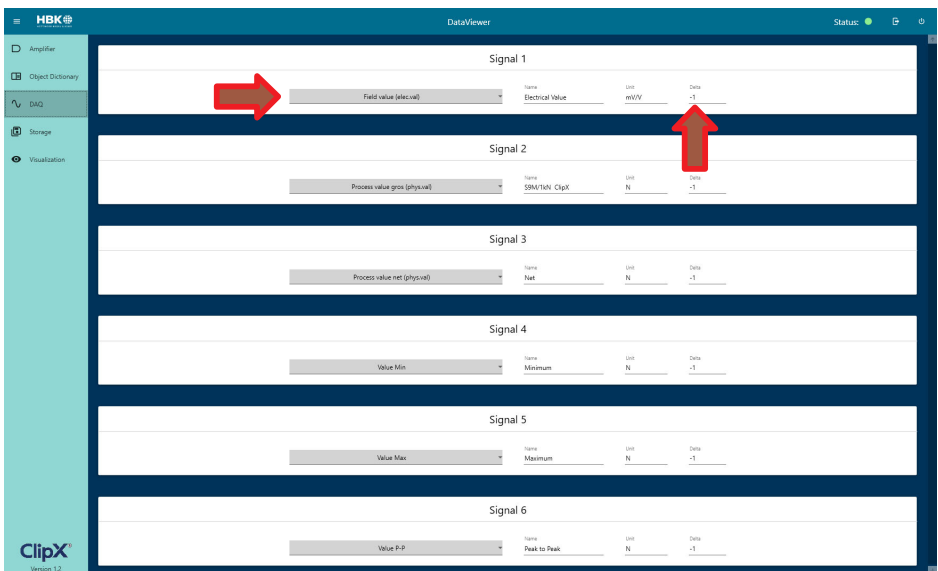 HBK
DataViewer
Status:
Amplifier
Object Dictionary
DAQ
Storage
Visualization
Signal 1
Field value (elec.val)
Name
Electrical Value
Unit
mV/V
Delta
-1
Signal 2
Process value gros (phys.val)
Name
S9M/1kN ClipX
Unit
N
Delta
-1
Signal 3
Process value net (phys.val)
Name
Net
Unit
N
Delta
-1
Signal 4
Value Min
Name
Minimum
Unit
N
Delta
-1
Signal 5
Value Max
Name
Maximum
Unit
N
Delta
-1
Signal 6
Value P-P
Name
Peak to Peak
Unit
N
Delta
-1
ClipX®
Version 1.2